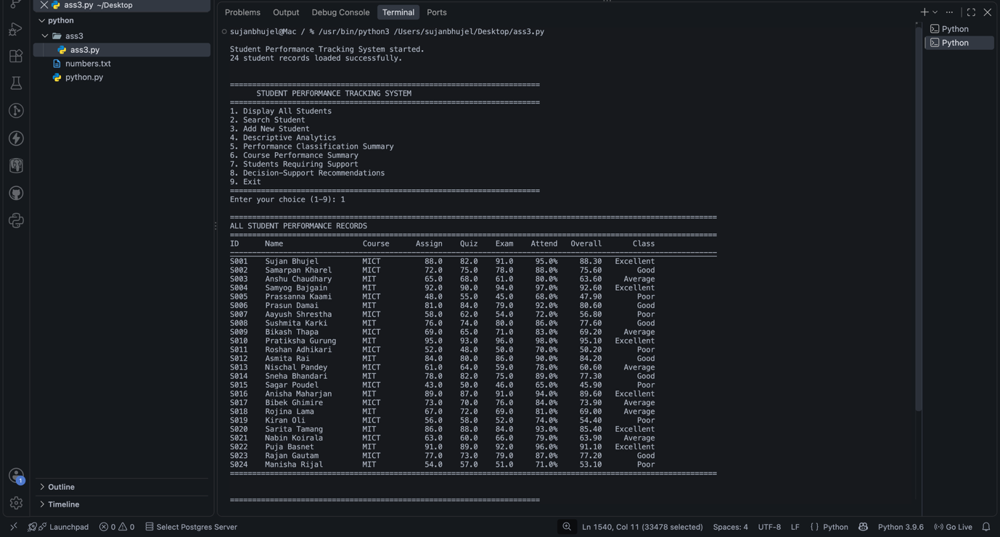 ass3.py ~/Desktop
python
ass3
ass3.py
numbers.txt
python.py
Outline
Timeline
1
Problems Output Debug Console Terminal Ports
Python
Python
sujanbhujel@Mac / % /usr/bin/python3 /Users/sujanbhujel/Desktop/ass3.py
Student Performance Tracking System started.
24 student records loaded successfully.
======================================================================
STUDENT PERFORMANCE TRACKING SYSTEM
======================================================================
1. Display All Students
2. Search Student
3. Add New Student
4. Descriptive Analytics
5. Performance Classification Summary
6. Course Performance Summary
7. Students Requiring Support
8. Decision-Support Recommendations
9. Exit
======================================================================
Enter your choice (1-9): 1
==============================================================================================================
ALL STUDENT PERFORMANCE RECORDS
==============================================================================================================
ID Name Course Assign Quiz Exam Attend Overall Class
--------------------------------------------------------------------------------------------------------------
S001 Sujan Bhujel MICT 88.0 82.0 91.0 95.0% 88.30 Excellent
S002 Samarpan Kharel MICT 72.0 75.0 78.0 88.0% 75.60 Good
S003 Anshu Chaudhary MIT 65.0 68.0 61.0 80.0% 63.60 Average
S004 Samyog Bajgain MIT 92.0 90.0 94.0 97.0% 92.60 Excellent
S005 Prassanna Kaami MICT 48.0 55.0 45.0 68.0% 47.90 Poor
S006 Prasun Damai MIT 81.0 84.0 79.0 92.0% 80.60 Good
S007 Aayush Shrestha MICT 58.0 62.0 54.0 72.0% 56.80 Poor
S008 Sushmita Karki MIT 76.0 74.0 80.0 86.0% 77.60 Good
S009 Bikash Thapa MICT 69.0 65.0 71.0 83.0% 69.20 Average
S010 Pratiksha Gurung MIT 95.0 93.0 96.0 98.0% 95.10 Excellent
S011 Roshan Adhikari MICT 52.0 48.0 50.0 70.0% 50.20 Poor
S012 Asmita Rai MIT 84.0 80.0 86.0 90.0% 84.20 Good
S013 Nischal Pandey MICT 61.0 64.0 59.0 78.0% 60.60 Average
S014 Sneha Bhandari MIT 78.0 82.0 75.0 89.0% 77.30 Good
S015 Sagar Poudel MICT 43.0 50.0 46.0 65.0% 45.90 Poor
S016 Anisha Maharjan MIT 89.0 87.0 91.0 94.0% 89.60 Excellent
S017 Bibek Ghimire MICT 73.0 70.0 76.0 84.0% 73.90 Average
S018 Rojina Lama MIT 67.0 72.0 69.0 81.0% 69.00 Average
S019 Kiran Oli MICT 56.0 58.0 52.0 74.0% 54.40 Poor
S020 Sarita Tamang MIT 86.0 88.0 84.0 93.0% 85.40 Excellent
S021 Nabin Koirala MICT 63.0 60.0 66.0 79.0% 63.90 Average
S022 Puja Basnet MIT 91.0 89.0 92.0 96.0% 91.10 Excellent
S023 Rajan Gautam MICT 77.0 73.0 79.0 87.0% 77.20 Good
S024 Manisha Rijal MIT 54.0 57.0 51.0 71.0% 53.10 Poor
==============================================================================================================
======================================================================
Launchpad 0 0 Select Postgres Server Ln 1540, Col 11 (33478 selected) Spaces: 4 UTF-8 LF { } Python Python 3.9.6 Go Live